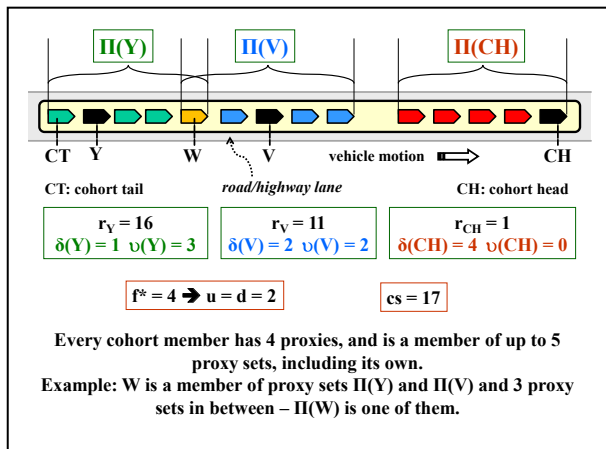 Π(Y) Π(V) Π(CH)
CT Y W V vehicle motion CH
CT: cohort tail road/highway lane CH: cohort head
r_Y = 16 r_V = 11 r_CH = 1
δ(Y) = 1 υ(Y) = 3 δ(V) = 2 υ(V) = 2 δ(CH) = 4 υ(CH) = 0
f* = 4 ➔ u = d = 2 cs = 17
Every cohort member has 4 proxies, and is a member of up to 5
proxy sets, including its own.
Example: W is a member of proxy sets Π(Y) and Π(V) and 3 proxy
sets in between – Π(W) is one of them.